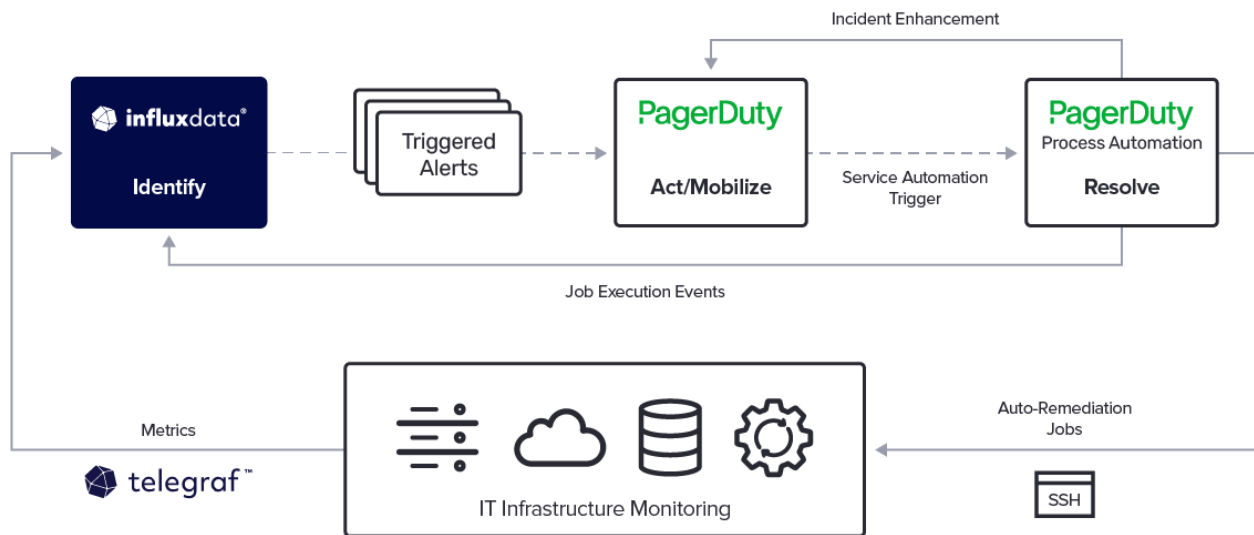 Incident Enhancement
influxdata®
Identify
Triggered
Alerts
PagerDuty
Act/Mobilize
Service Automation
Trigger
PagerDuty
Process Automation
Resolve
Job Execution Events
Metrics
telegraf™
IT Infrastructure Monitoring
Auto-Remediation
Jobs
SSH